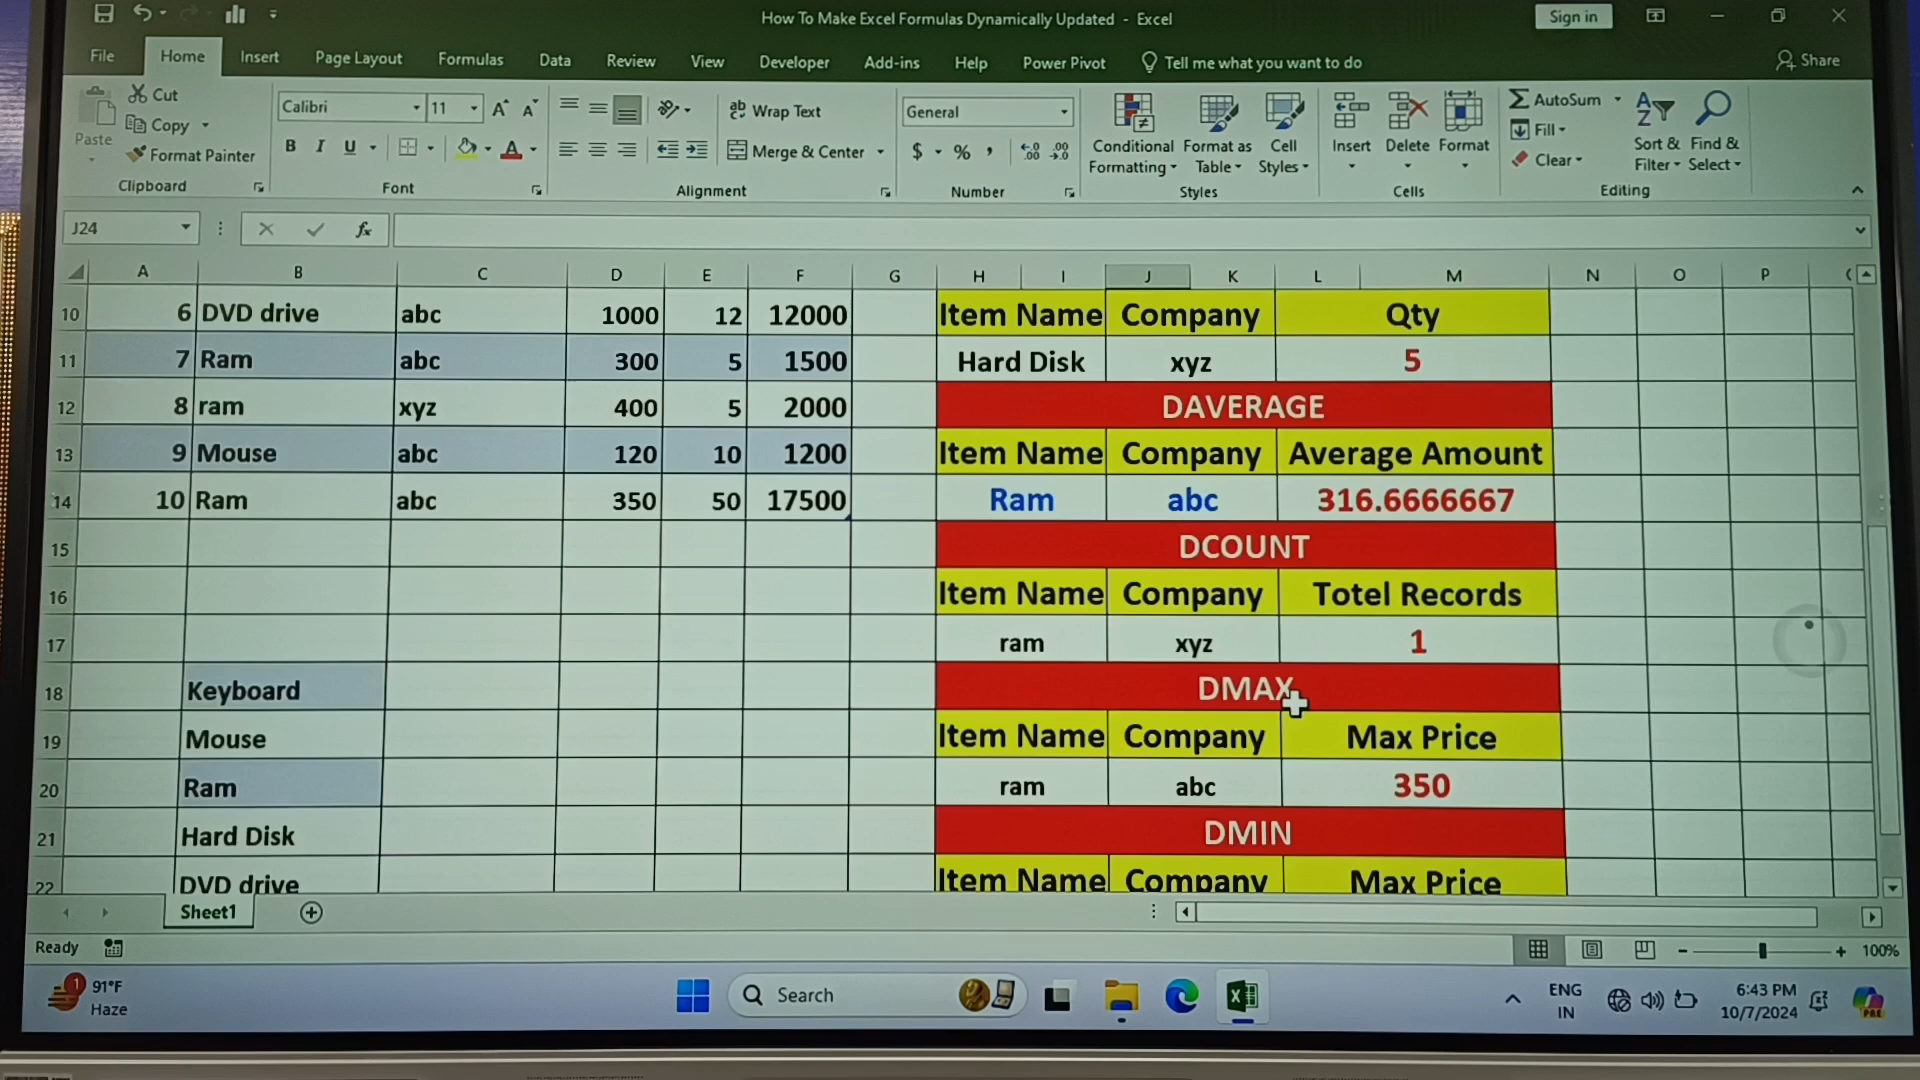 How To Make Excel Formulas Dynamically Updated - Excel
Sign in
File Home Insert Page Layout Formulas Data Review View Developer Add-ins Help Power Pivot Tell me what you want to do Share
Paste
Cut
Copy
Format Painter
Clipboard
Calibri 11
B I U
Font
Wrap Text
Merge & Center
Alignment
General
$ % ,
Number
Conditional Formatting
Format as Table
Cell Styles
Styles
Insert Delete Format
Cells
AutoSum
Fill
Clear
Sort & Filter
Find & Select
Editing
J24 fx
A B C D E F G H I J K L M N O P
10 6 DVD drive abc 1000 12 12000 Item Name Company Qty
11 7 Ram abc 300 5 1500 Hard Disk xyz 5
12 8 ram xyz 400 5 2000 DAVERAGE
13 9 Mouse abc 120 10 1200 Item Name Company Average Amount
14 10 Ram abc 350 50 17500 Ram abc 316.6666667
15 DCOUNT
16 Item Name Company Totel Records
17 ram xyz 1
18 Keyboard DMAX
19 Mouse Item Name Company Max Price
20 Ram ram abc 350
21 Hard Disk DMIN
22 DVD drive Item Name Company Max Price
Sheet1
Ready 100%
1 91°F
Haze
Search
ENG
IN
6:43 PM
10/7/2024
PRE